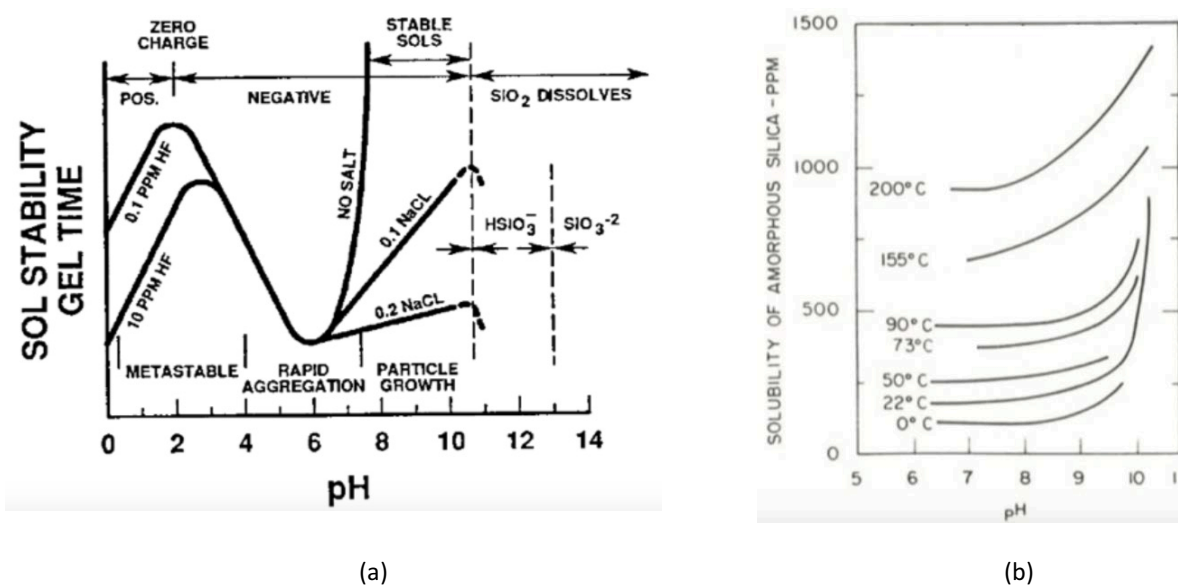 ZERO
CHARGE
STABLE
SOLS
POS.
NEGATIVE
SIO2 DISSOLVES
SOL STABILITY
GEL TIME
0.1 PPM HF
10 PPM HF
NO SALT
0.1 NaCL
0.2 NaCL
HSIO3-
SIO3-2
METASTABLE
RAPID
AGGREGATION
PARTICLE
GROWTH
0 2 4 6 8 10 12 14
pH
(a)
SOLUBILITY OF AMORPHOUS SILICA - PPM
1500
1000
500
250
0
200°C
155°C
90°C
73°C
50°C
22°C
0°C
5 6 7 8 9 10 1
pH
(b)